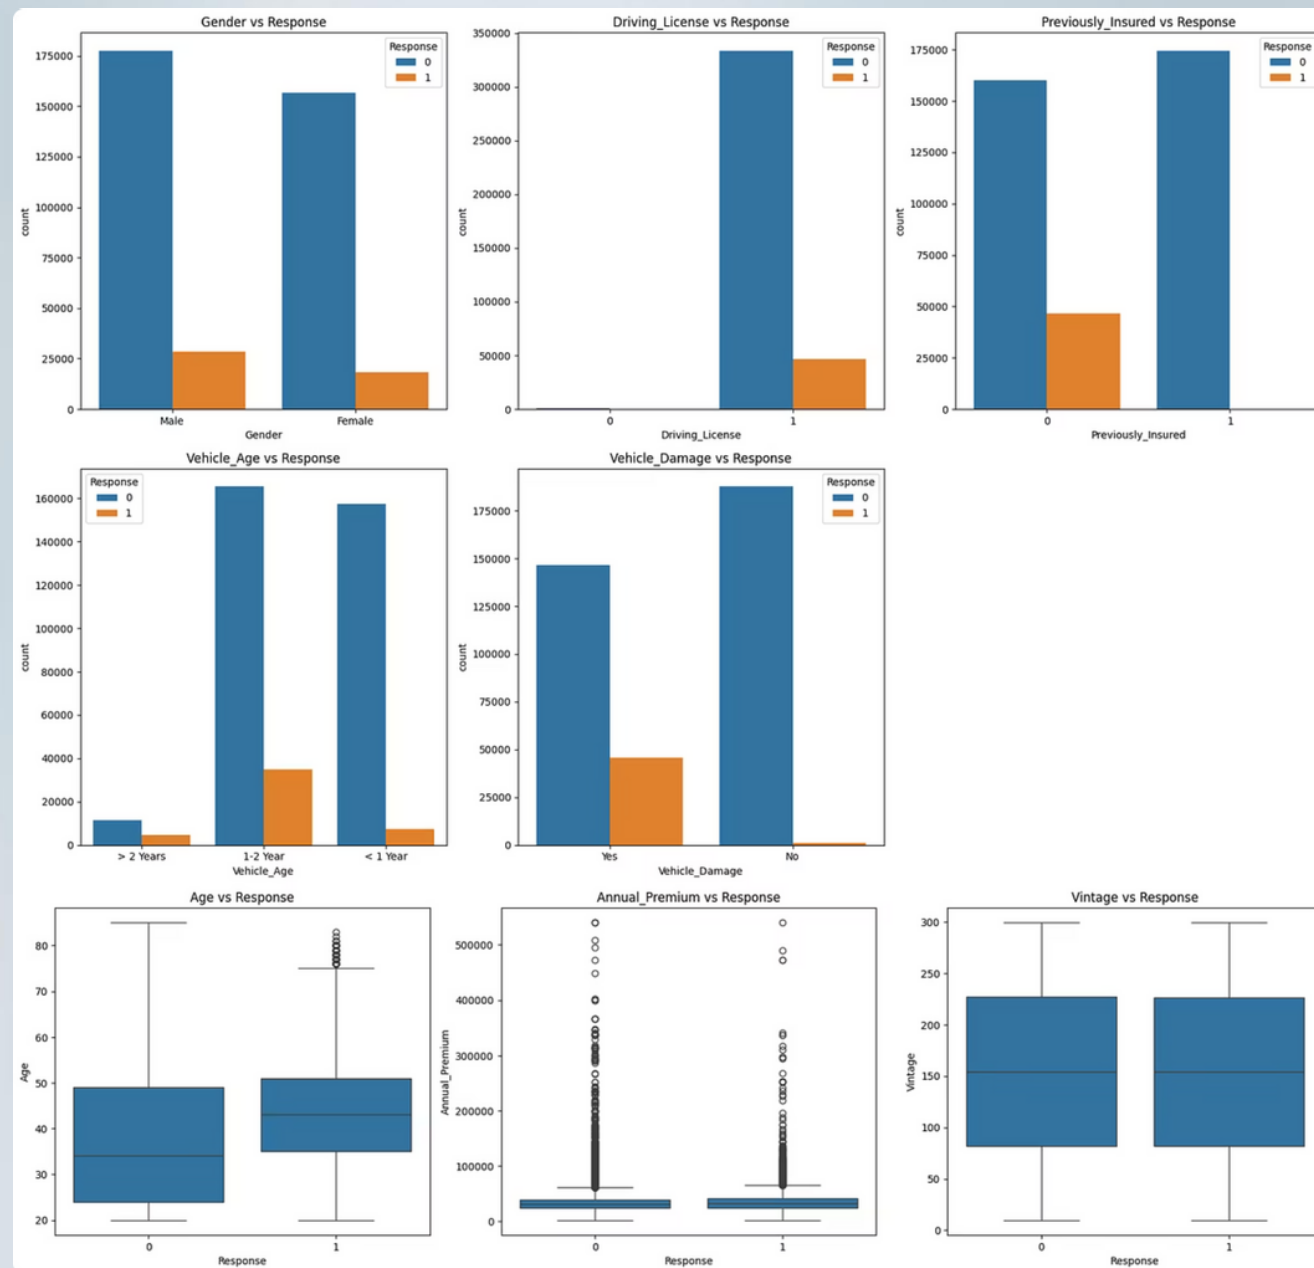 Gender vs Response
Response
0
1
175000
150000
125000
100000
75000
50000
25000
0
count
Male
Female
Gender
Driving_License vs Response
Response
0
1
350000
300000
250000
200000
150000
100000
50000
0
count
0
1
Driving_License
Previously_Insured vs Response
Response
0
1
175000
150000
125000
100000
75000
50000
25000
0
count
0
1
Previously_Insured
Vehicle_Age vs Response
Response
0
1
160000
140000
120000
100000
80000
60000
40000
20000
0
count
> 2 Years
1-2 Year
< 1 Year
Vehicle_Age
Vehicle_Damage vs Response
Response
0
1
175000
150000
125000
100000
75000
50000
25000
0
count
Yes
No
Vehicle_Damage
Age vs Response
80
70
60
50
40
30
20
Age
0
1
Response
Annual_Premium vs Response
500000
400000
300000
200000
100000
0
Annual_Premium
0
1
Response
Vintage vs Response
300
250
200
150
100
50
0
Vintage
0
1
Response